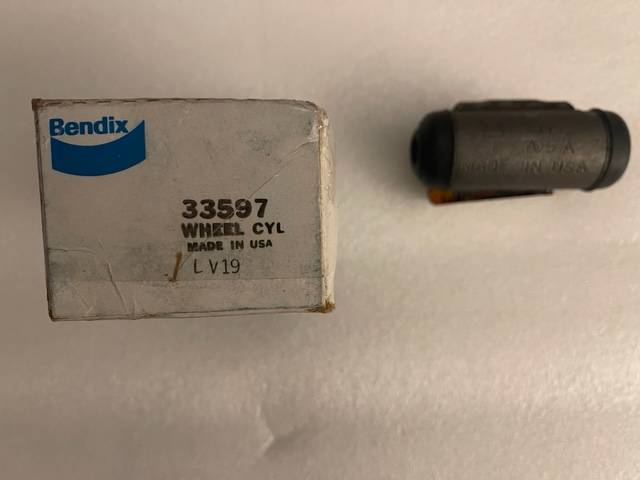 Bendix
33597
WHEEL CYL
MADE IN USA
LV19
MADE IN USA